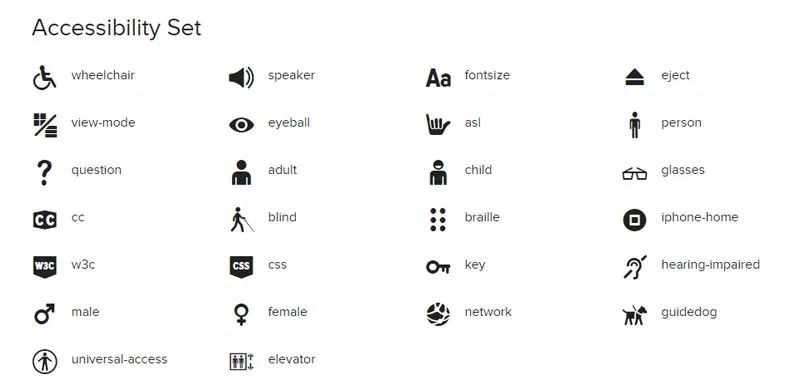 Accessibility Set
wheelchair speaker Aa fontsize eject
view-mode eyeball asl person
? question adult child glasses
CC cc blind braille iphone-home
W3C w3c CSS css key hearing-impaired
male female network guidedog
universal-access elevator